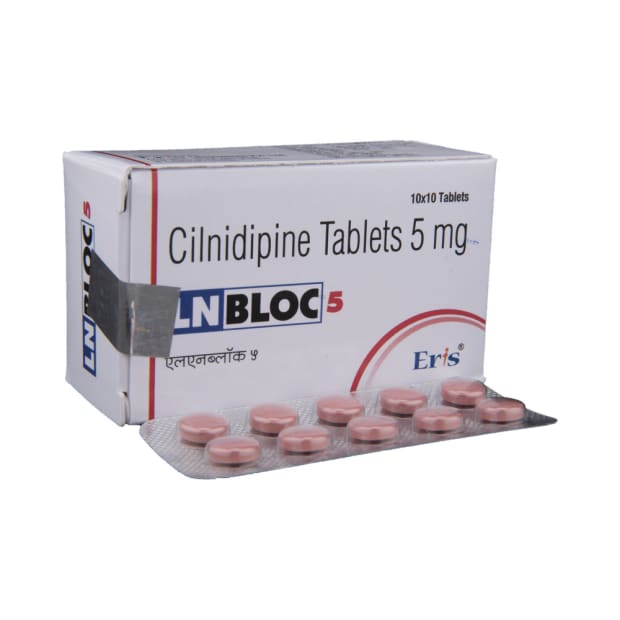 10x10 Tablets
Cilnidipine Tablets 5 mg
LNBLOC 5
एलएनब्लॉक ५
Eris®
LNBLOC 5